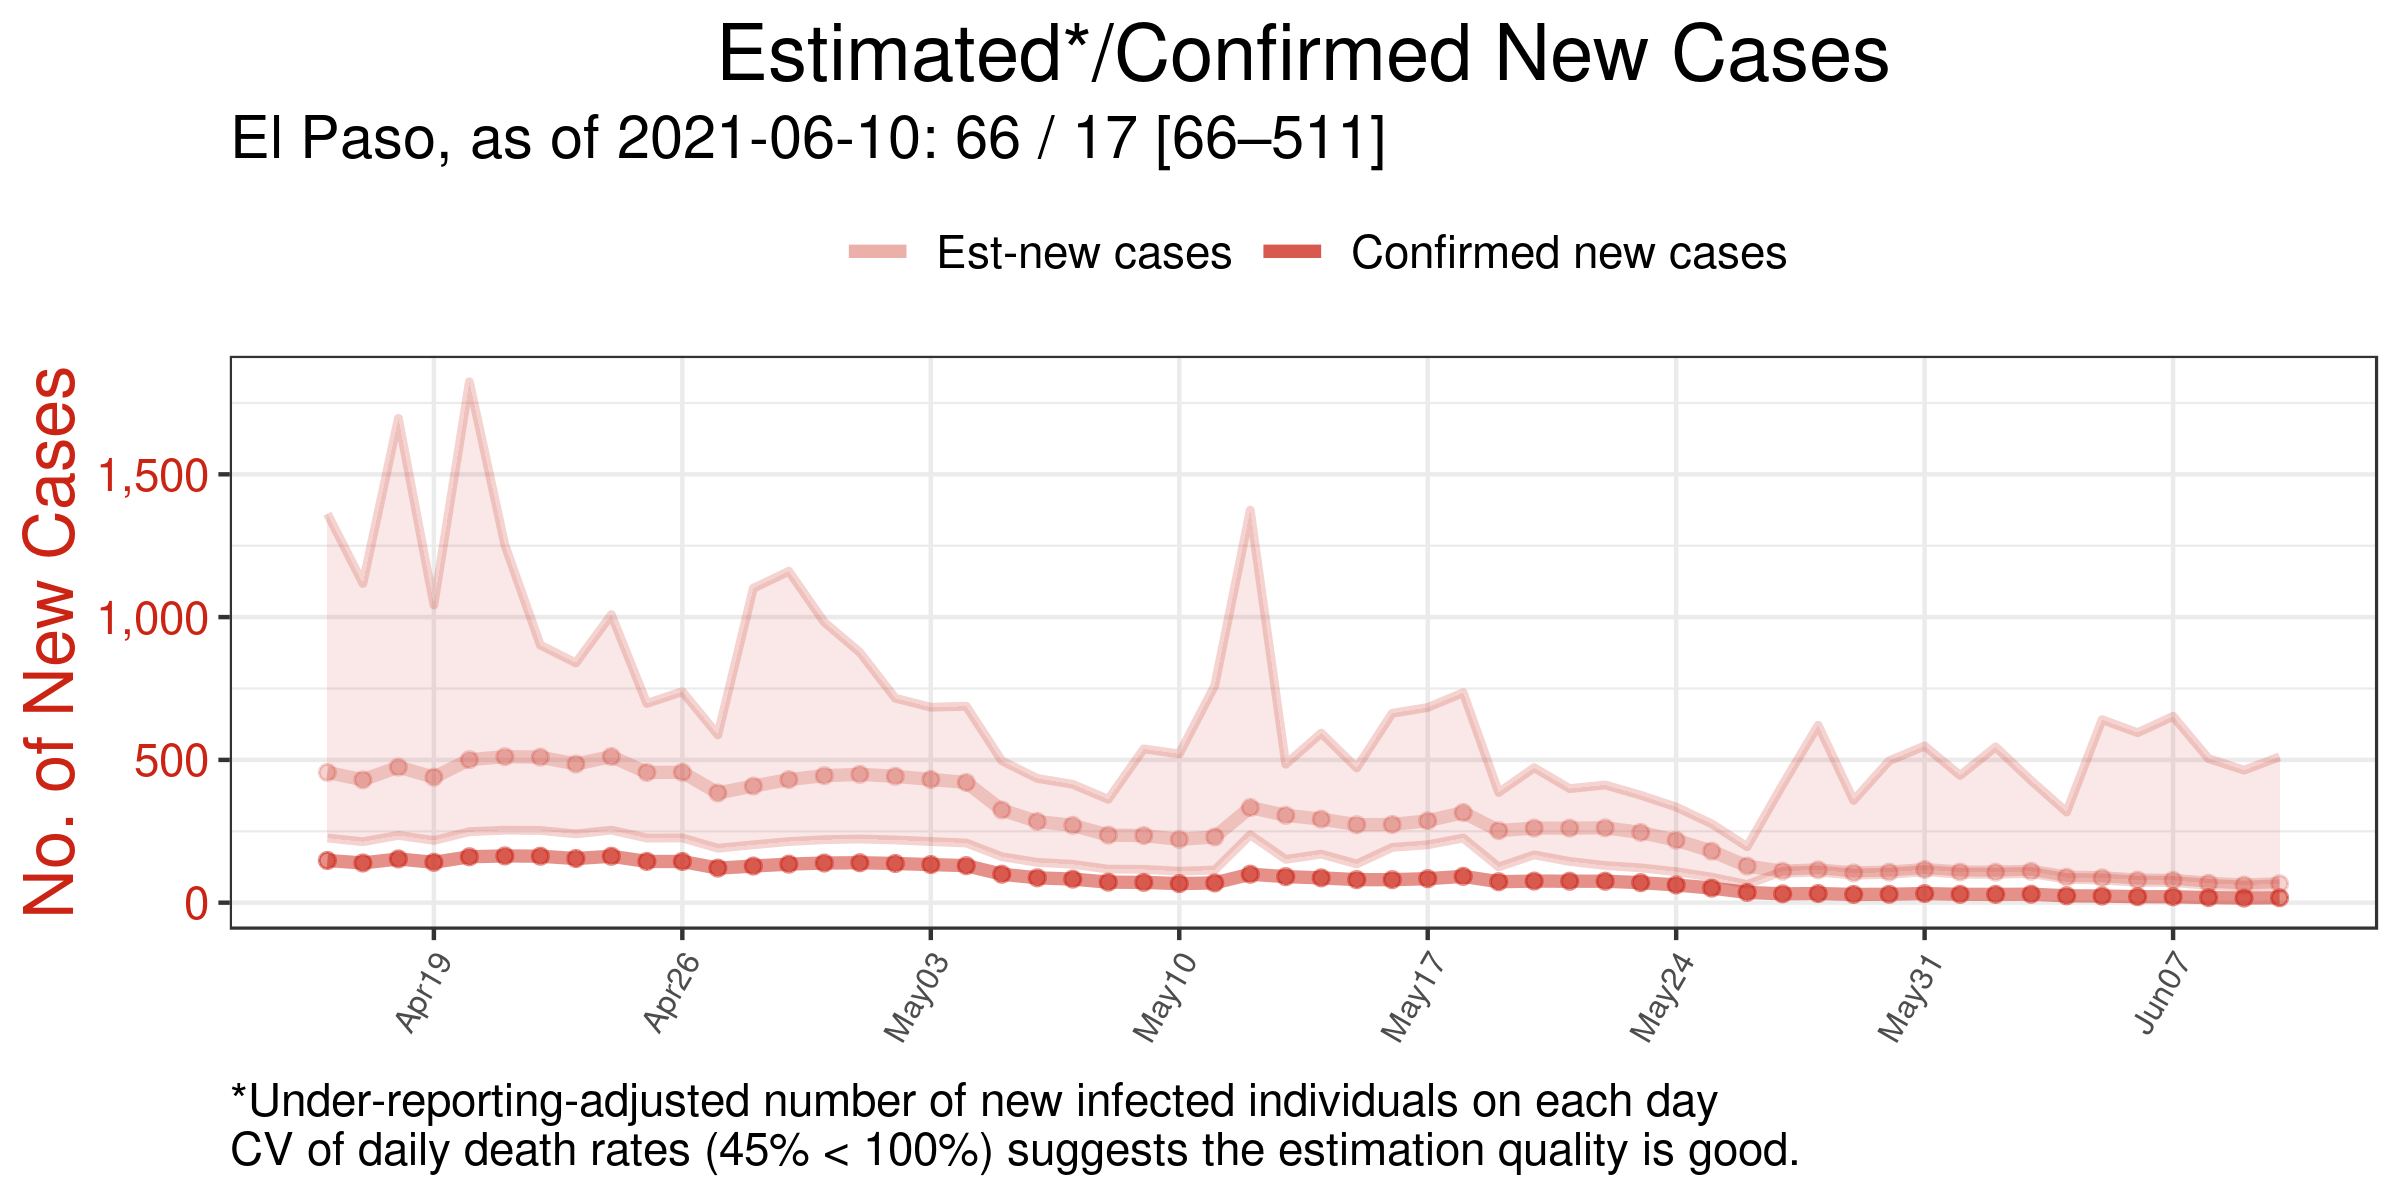 Estimated*/Confirmed New Cases
El Paso, as of 2021-06-10: 66 / 17 [66–511]
Est-new cases
Confirmed new cases
No. of New Cases
1,500
1,000
500
0
Apr19
Apr26
May03
May10
May17
May24
May31
Jun07
*Under-reporting-adjusted number of new infected individuals on each day
CV of daily death rates (45% < 100%) suggests the estimation quality is good.